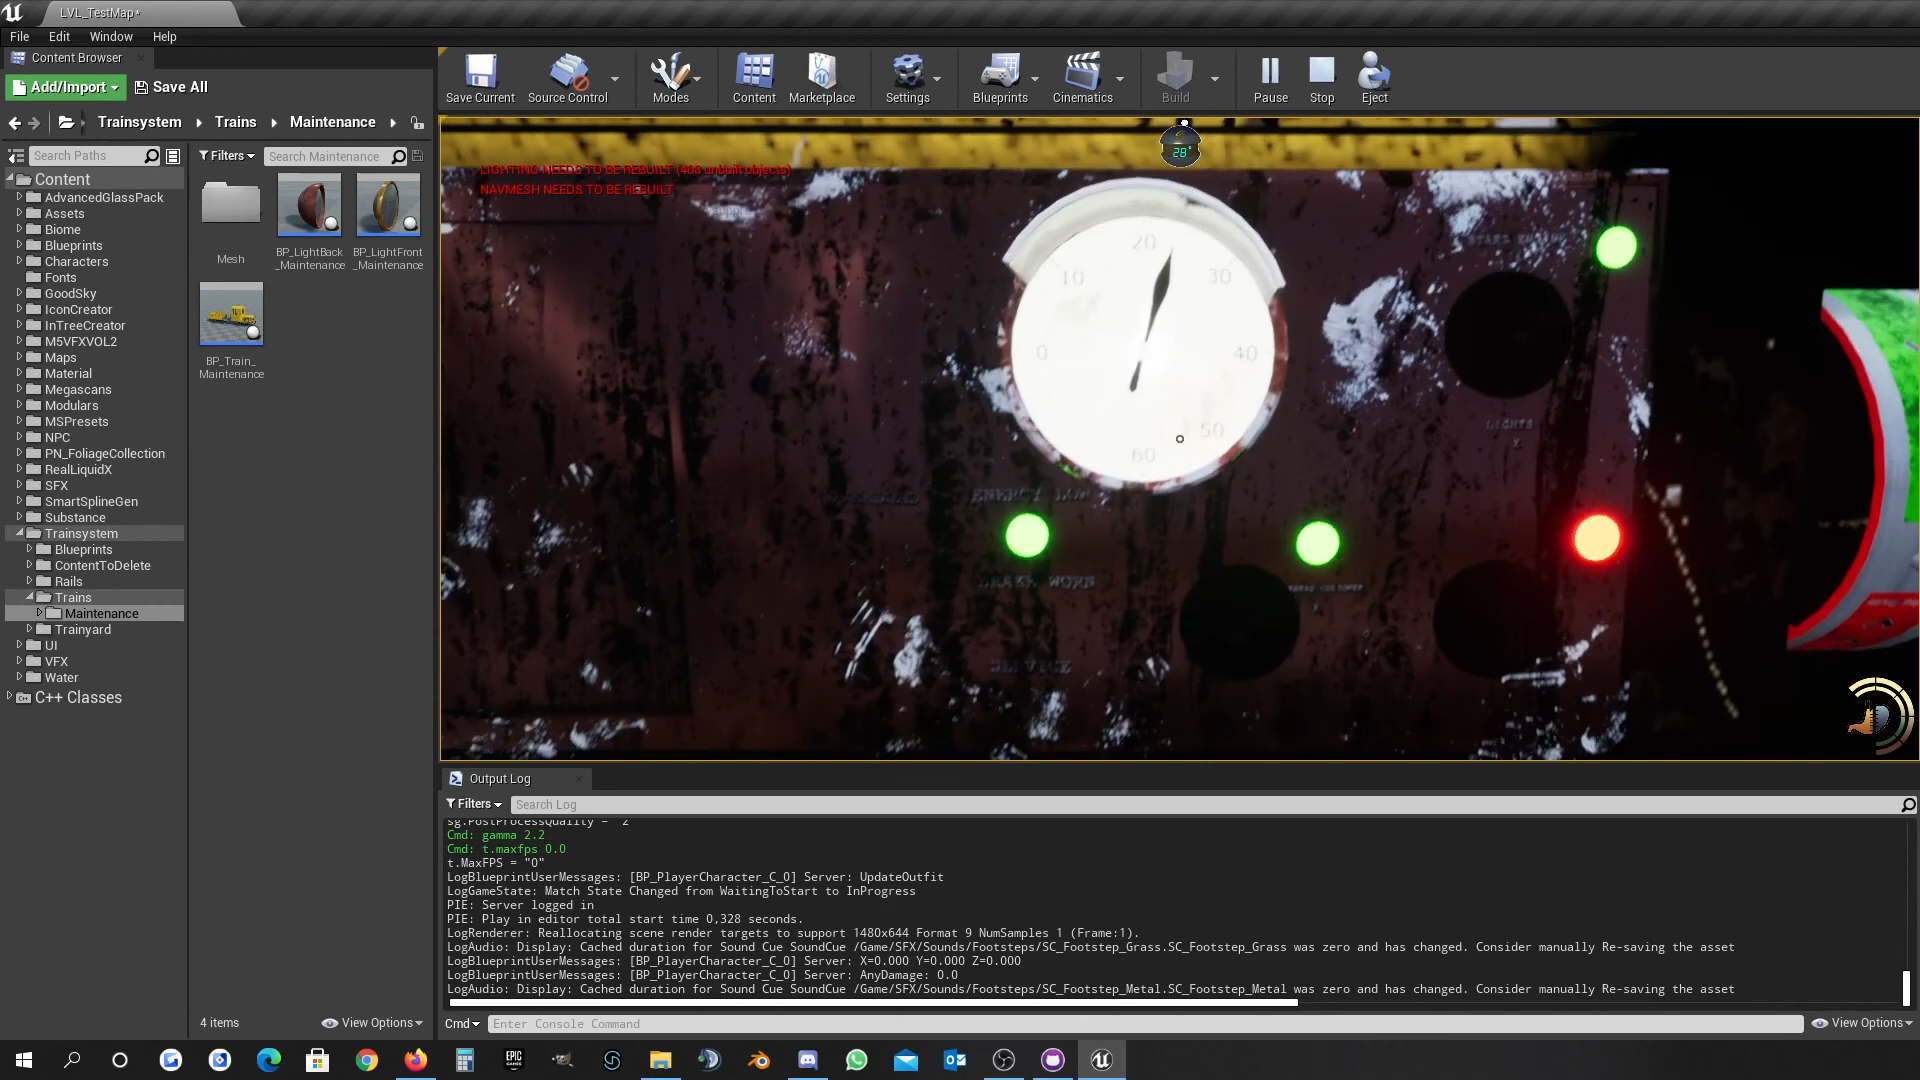 LVL_TestMap*
File Edit Window Help
Content Browser
Add/Import
Save All
Trainsystem Trains Maintenance
Search Paths
Filters
Search Maintenance
Content
AdvancedGlassPack
Assets
Biome
Blueprints
Characters
Fonts
GoodSky
IconCreator
InTreeCreator
M5VFXVOL2
Maps
Material
Megascans
Modulars
MSPresets
NPC
PN_FoliageCollection
RealLiquidX
SFX
SmartSplineGen
Substance
Trainsystem
Blueprints
ContentToDelete
Rails
Trains
Maintenance
Trainyard
UI
VFX
Water
C++ Classes
Mesh
BP_LightBack
_Maintenance
BP_LightFront
_Maintenance
BP_Train_
Maintenance
4 items
View Options
Save Current
Source Control
Modes
Content
Marketplace
Settings
Blueprints
Cinematics
Build
Pause
Stop
Eject
LIGHTING NEEDS TO BE REBUILT (408 unbuilt objects)
NAVMESH NEEDS TO BE REBUILT
28°
0
10
20
30
40
50
60
LIGHTS
X
ENERGY LOW
BRAKE WORN
SERVICE
Output Log
Filters
Search Log
sg.PostProcessQuality = "2"
Cmd: gamma 2.2
Cmd: t.maxfps 0.0
t.MaxFPS = "0"
LogBlueprintUserMessages: [BP_PlayerCharacter_C_0] Server: UpdateOutfit
LogGameState: Match State Changed from WaitingToStart to InProgress
PIE: Server logged in
PIE: Play in editor total start time 0,328 seconds.
LogRenderer: Reallocating scene render targets to support 1480x644 Format 9 NumSamples 1 (Frame:1).
LogAudio: Display: Cached duration for Sound Cue SoundCue /Game/SFX/Sounds/Footsteps/SC_Footstep_Grass.SC_Footstep_Grass was zero and has changed. Consider manually Re-saving the asset
LogBlueprintUserMessages: [BP_PlayerCharacter_C_0] Server: X=0.000 Y=0.000 Z=0.000
LogBlueprintUserMessages: [BP_PlayerCharacter_C_0] Server: AnyDamage: 0.0
LogAudio: Display: Cached duration for Sound Cue SoundCue /Game/SFX/Sounds/Footsteps/SC_Footstep_Metal.SC_Footstep_Metal was zero and has changed. Consider manually Re-saving the asset
Cmd
Enter Console Command
View Options
EPIC
GAMES